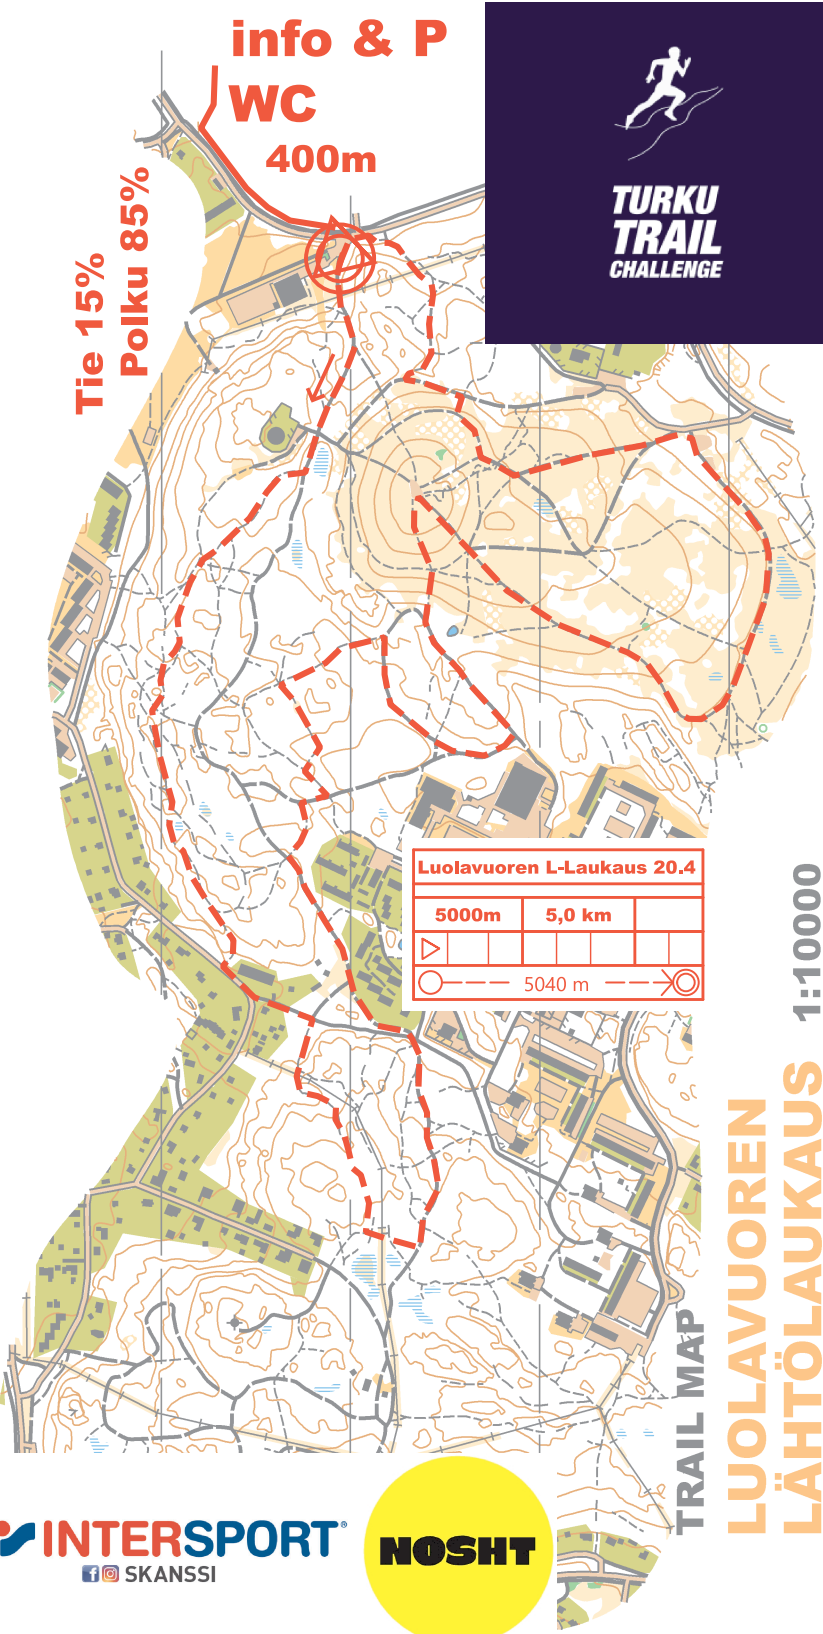 info & P
WC
400m
Tie 15%
Polku 85%
TURKU
TRAIL
CHALLENGE
Luolavuoren L-Laukaus 20.4
5000m 5,0 km
5040 m
1:10000
TRAIL MAP
LUOLAVUOREN
LÄHTÖLAUKAUS
INTERSPORT®
SKANSSI
NOSHT